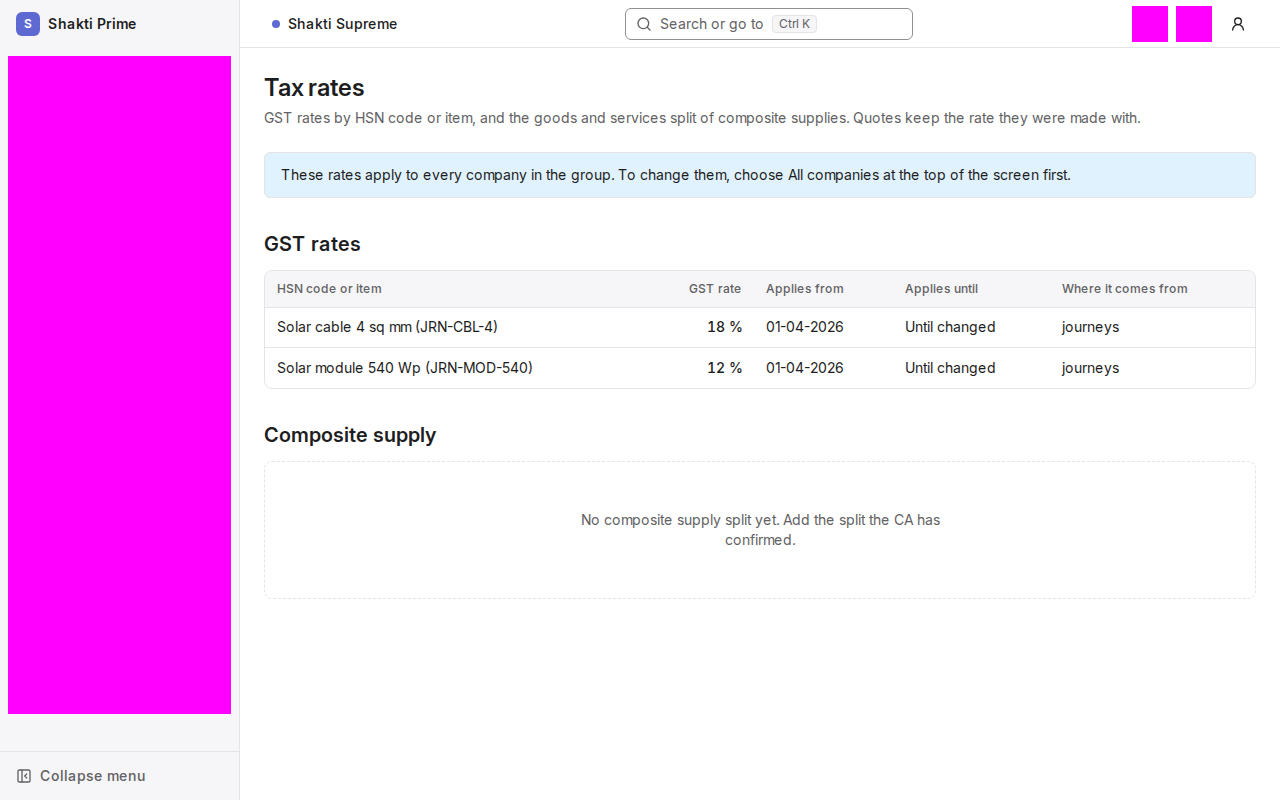 S Shakti Prime
Shakti Supreme
Search or go to Ctrl K
Tax rates
GST rates by HSN code or item, and the goods and services split of composite supplies. Quotes keep the rate they were made with.
These rates apply to every company in the group. To change them, choose All companies at the top of the screen first.
GST rates
HSN code or item GST rate Applies from Applies until Where it comes from
Solar cable 4 sq mm (JRN-CBL-4) 18 % 01-04-2026 Until changed journeys
Solar module 540 Wp (JRN-MOD-540) 12 % 01-04-2026 Until changed journeys
Composite supply
No composite supply split yet. Add the split the CA has
confirmed.
Collapse menu